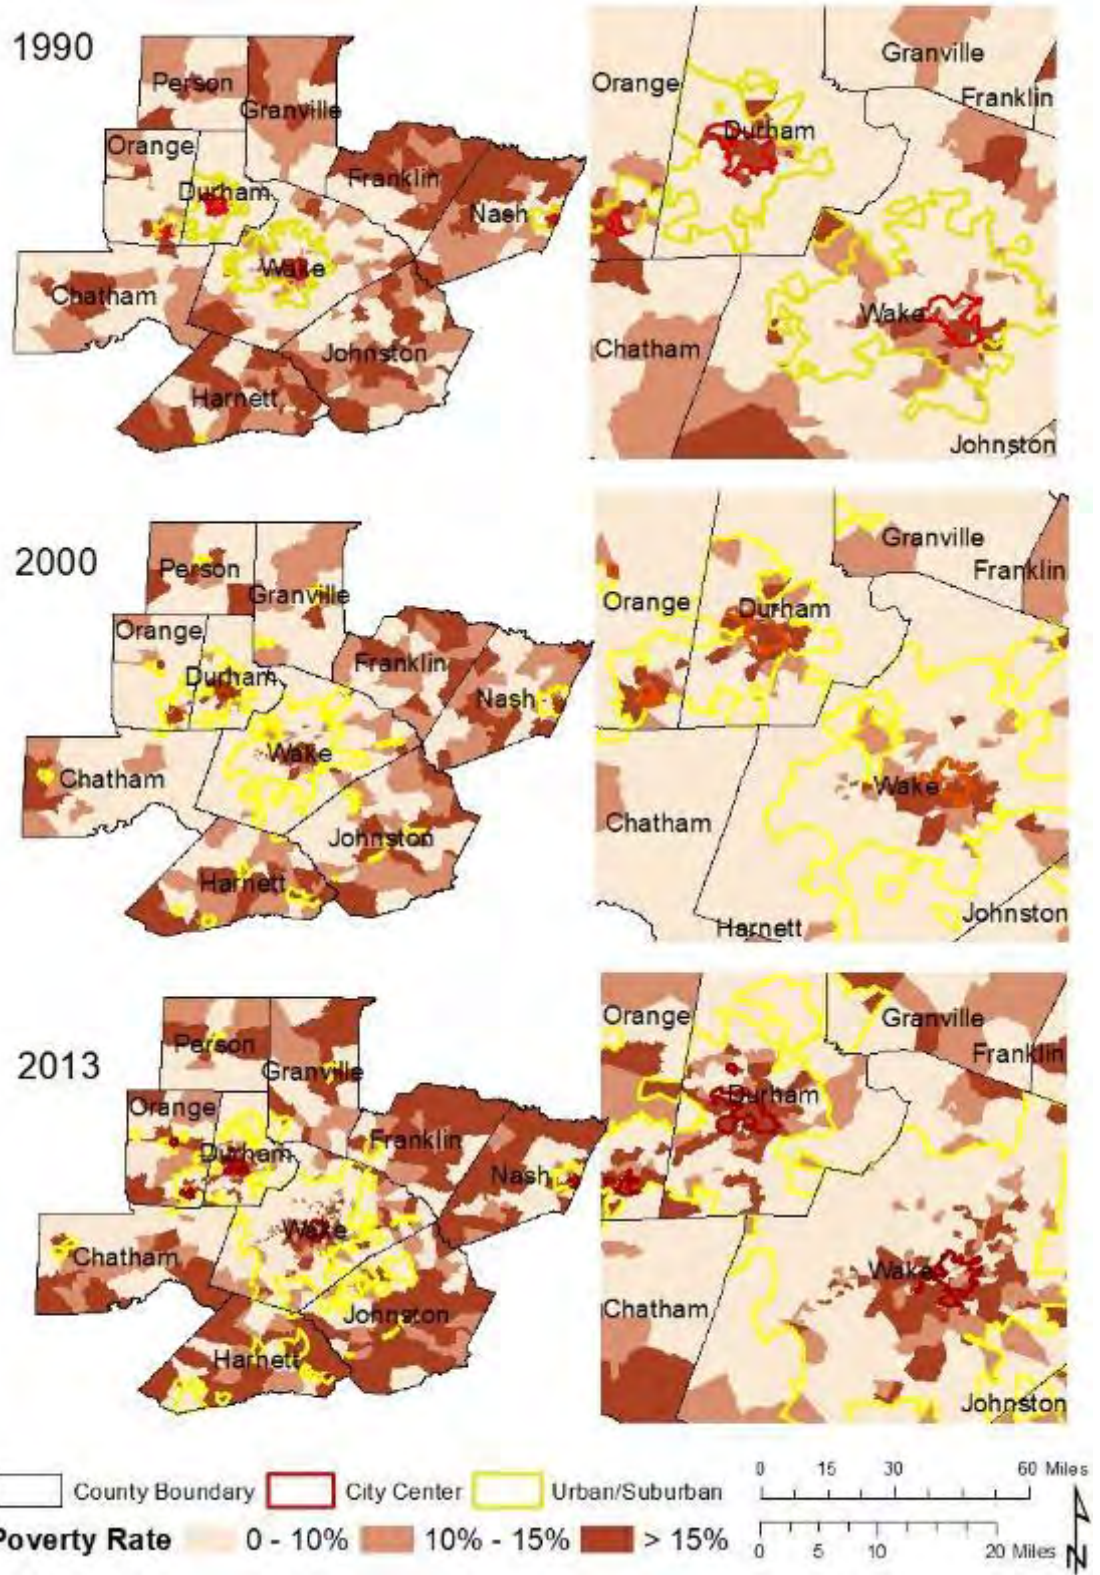 1990
Person
Granville
Orange
Durham
Franklin
Nash
Wake
Chatham
Johnston
Harnett
Granville
Orange
Franklin
Durham
Wake
Chatham
Johnston
2000
Person
Granville
Orange
Durham
Franklin
Nash
Wake
Chatham
Johnston
Harnett
Granville
Franklin
Orange
Durham
Wake
Chatham
Johnston
Harnett
2013
Person
Granville
Orange
Durham
Franklin
Nash
Wake
Chatham
Johnston
Harnett
Orange
Granville
Franklin
Durham
Wake
Chatham
Johnston
County Boundary City Center Urban/Suburban
Poverty Rate 0 - 10% 10% - 15% > 15%
0 15 30 60 Miles
0 5 10 20 Miles
N